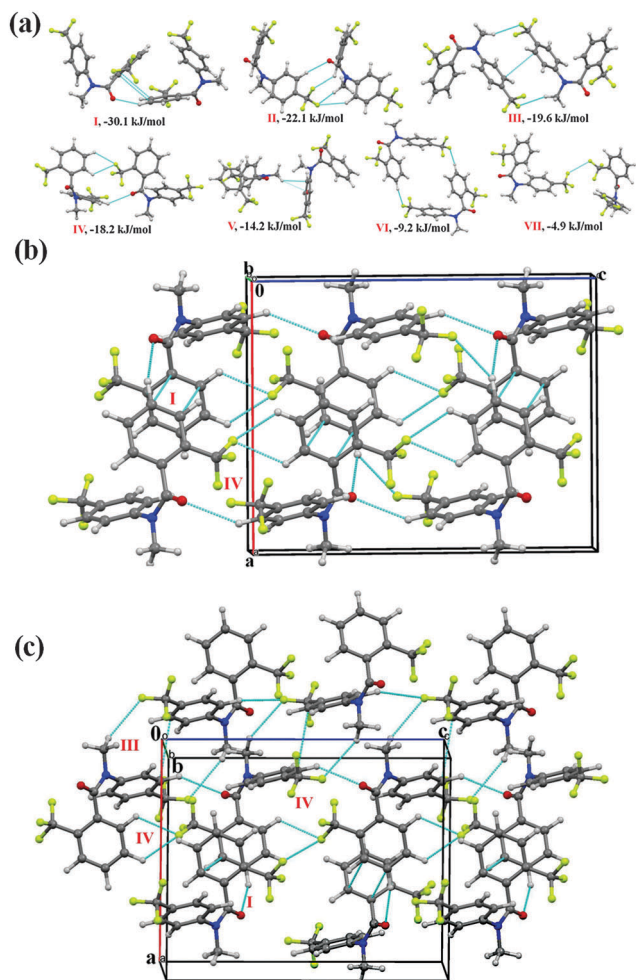 (a)
I, -30.1 kJ/mol
II, -22.1 kJ/mol
III, -19.6 kJ/mol
IV, -18.2 kJ/mol
V, -14.2 kJ/mol
VI, -9.2 kJ/mol
VII, -4.9 kJ/mol
(b)
b
0
c
I
IV
a
(c)
0
c
b
III
IV
IV
I
a